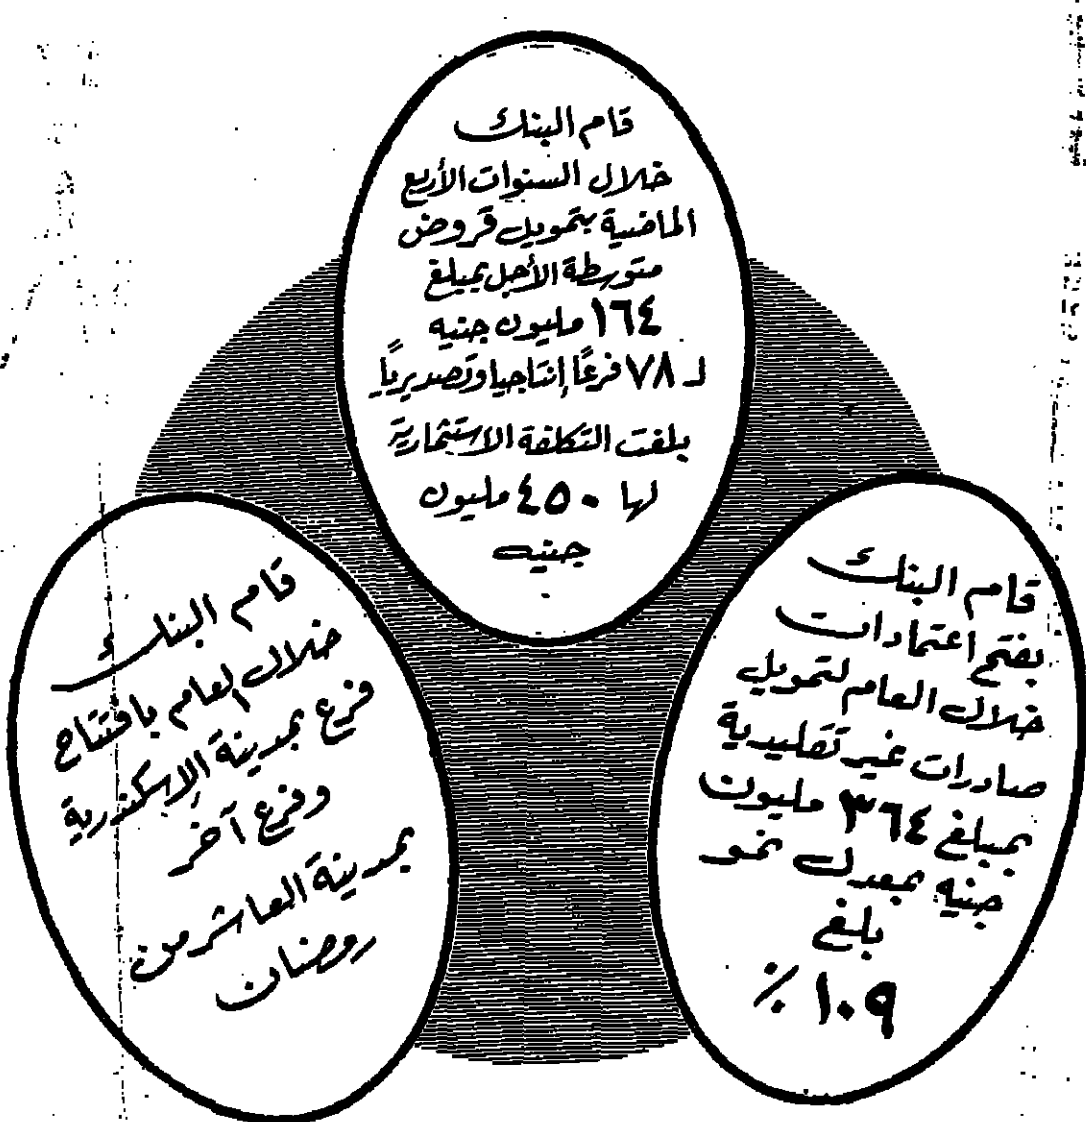 قام البنك
خلال السنوات الأربع
الماضية بتمويل قروض
متوسطة الأجل بمبلغ
١٦٤ مليون جنيه
لـ ٧٨ فرعًا إنتاجيا وتصديريًا
بلغت التكلفة الاستثمارية
لها ٤٥٠ مليون
جنيه
قام البنك
بفتح اعتمادات
خلال العام لتمويل
صادرات غير تقليدية
بمبلغ ٣٦٤ مليون
جنيه بمعدل نمو
بلغ
١٠٩ ٪
قام البنك
خلال العام بافتتاح
فرع بمدينة الإسكندرية
وفرع آخر
بمدينة العاشر من
رمضان